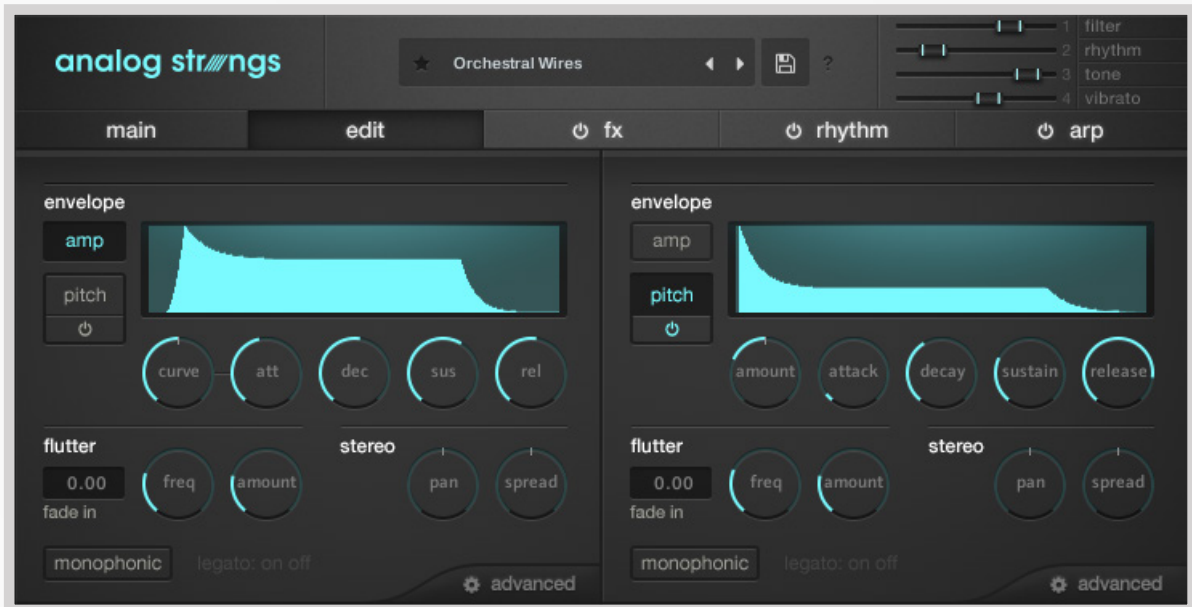 analog strings
Orchestral Wires
?
1 filter
2 rhythm
3 tone
4 vibrato
main
edit
fx
rhythm
arp
envelope
amp
pitch
curve
att
dec
sus
rel
flutter
0.00
fade in
freq
amount
stereo
pan
spread
monophonic
legato: on off
advanced
envelope
amp
pitch
amount
attack
decay
sustain
release
flutter
0.00
fade in
freq
amount
stereo
pan
spread
monophonic
legato: on off
advanced